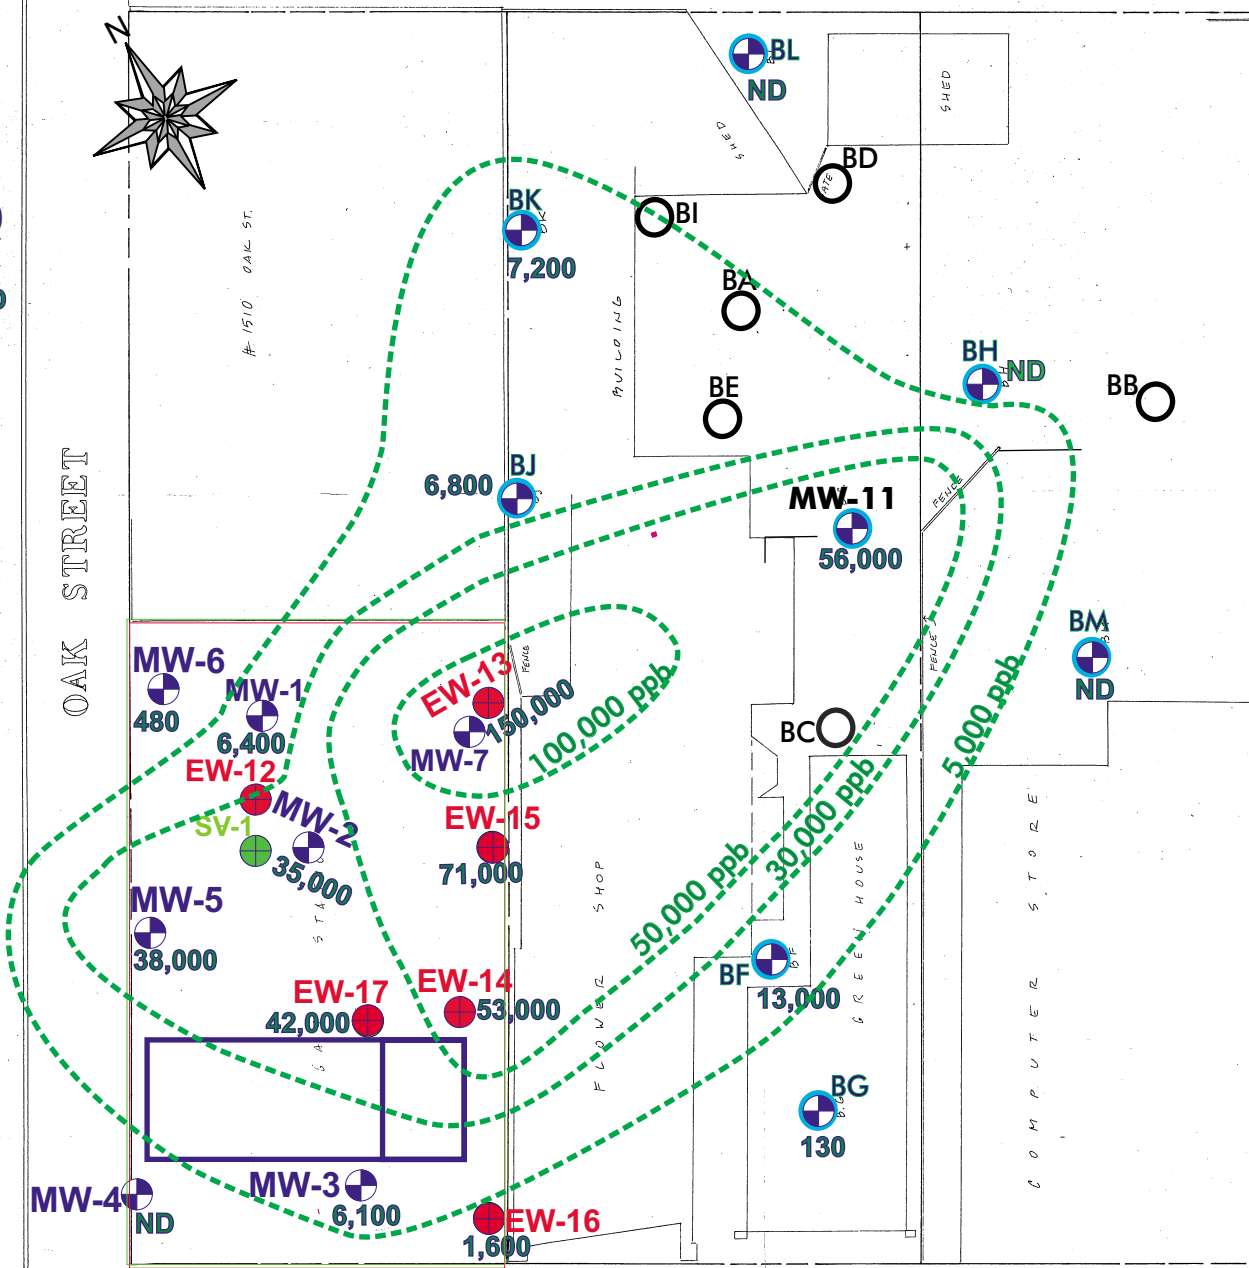 N
BL
ND
SHED
SHED
BD
BK
7,200
BI
# 1510 OAK ST.
BA
BUILDING
BH
ND
BE
BB
BJ
6,800
OAK STREET
MW-11
56,000
FENCE
MW-6
480
MW-1
6,400
EW-13
150,000
FENCE
MW-7
100,000 ppb
FENCE
BM
ND
BC
5,000 ppb
EW-12
SV-1
MW-2
35,000
EW-15
71,000
50,000 ppb
30,000 ppb
MW-5
38,000
FLOWER SHOP
GREEN HOUSE
COMPUTER STORE
BF
13,000
EW-17
42,000
EW-14
53,000
BG
130
MW-4
ND
MW-3
6,100
EW-16
1,600